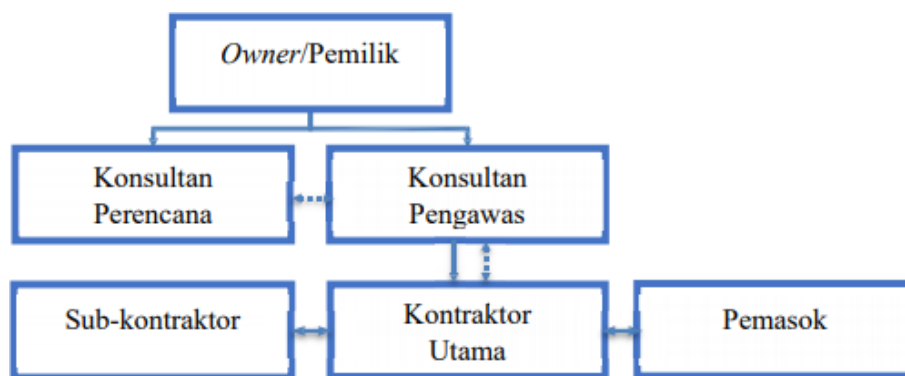 Owner/Pemilik
Konsultan
Perencana
Konsultan
Pengawas
Sub-kontraktor
Kontraktor
Utama
Pemasok